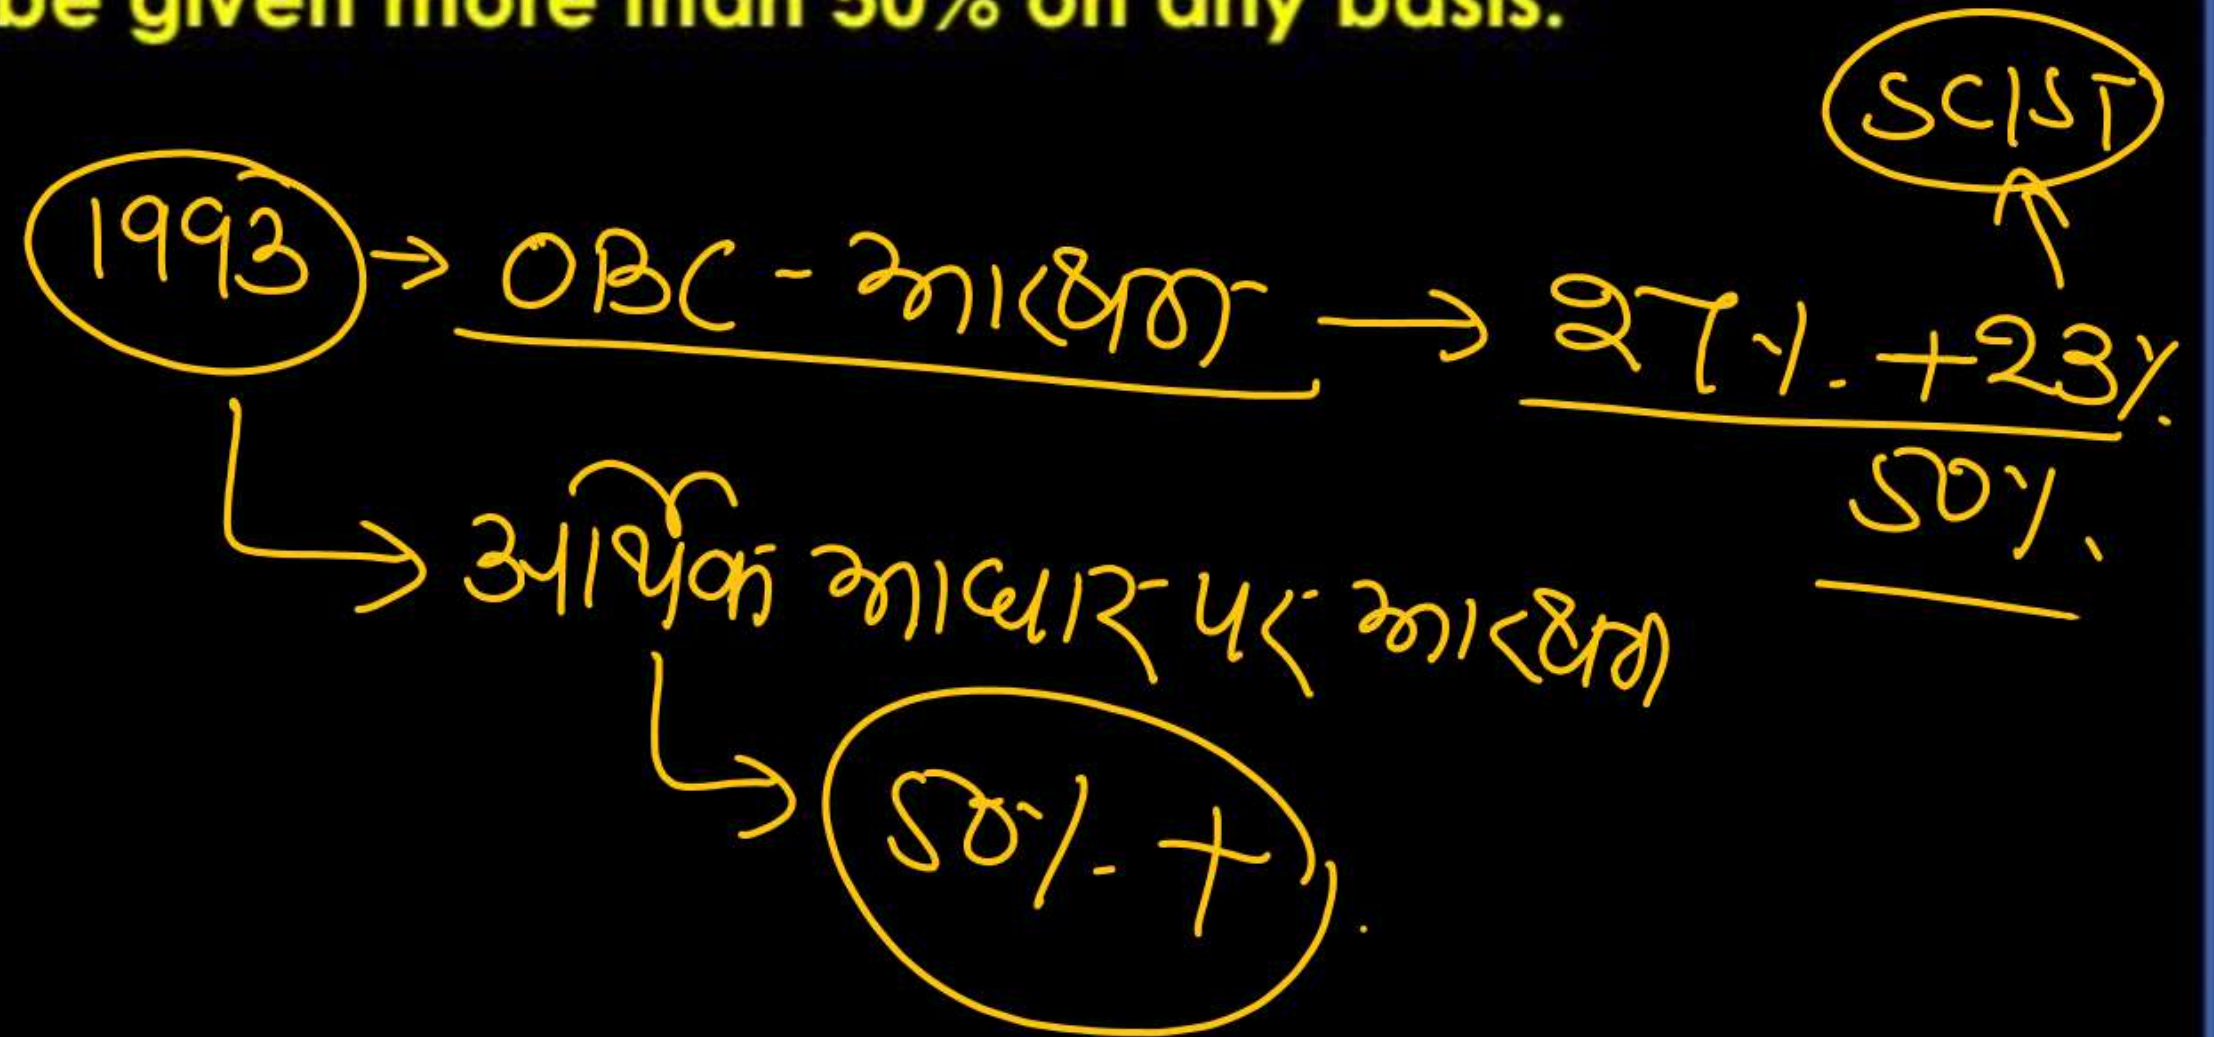 be given more than 50% on any basis.
SC/ST
1993 → OBC - आरक्षण → 27%. + 23%.
50%.
आर्थिक आधार पर आरक्षण
50%. +